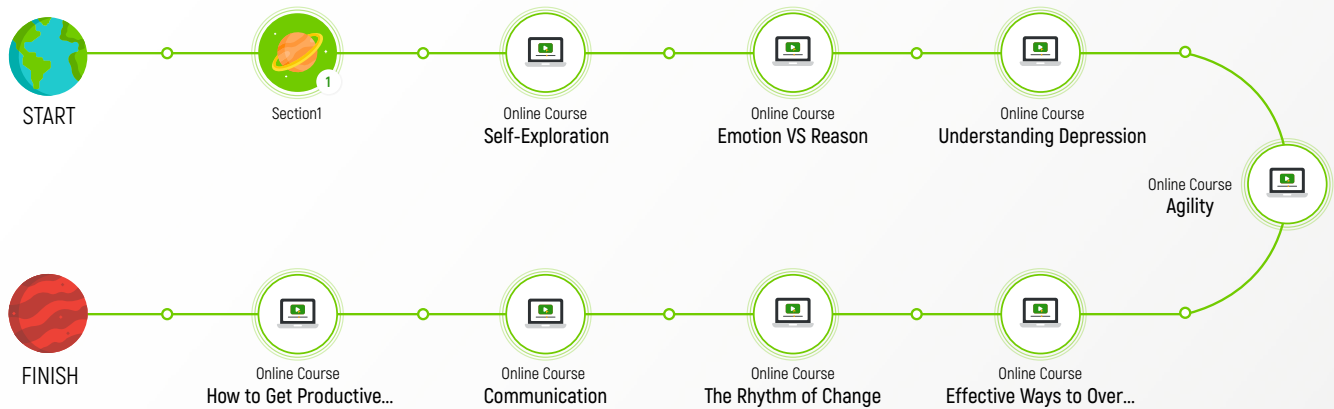 START
1
Section1
Online Course
Self-Exploration
Online Course
Emotion VS Reason
Online Course
Understanding Depression
Online Course
Agility
FINISH
Online Course
How to Get Productive...
Online Course
Communication
Online Course
The Rhythm of Change
Online Course
Effective Ways to Over...